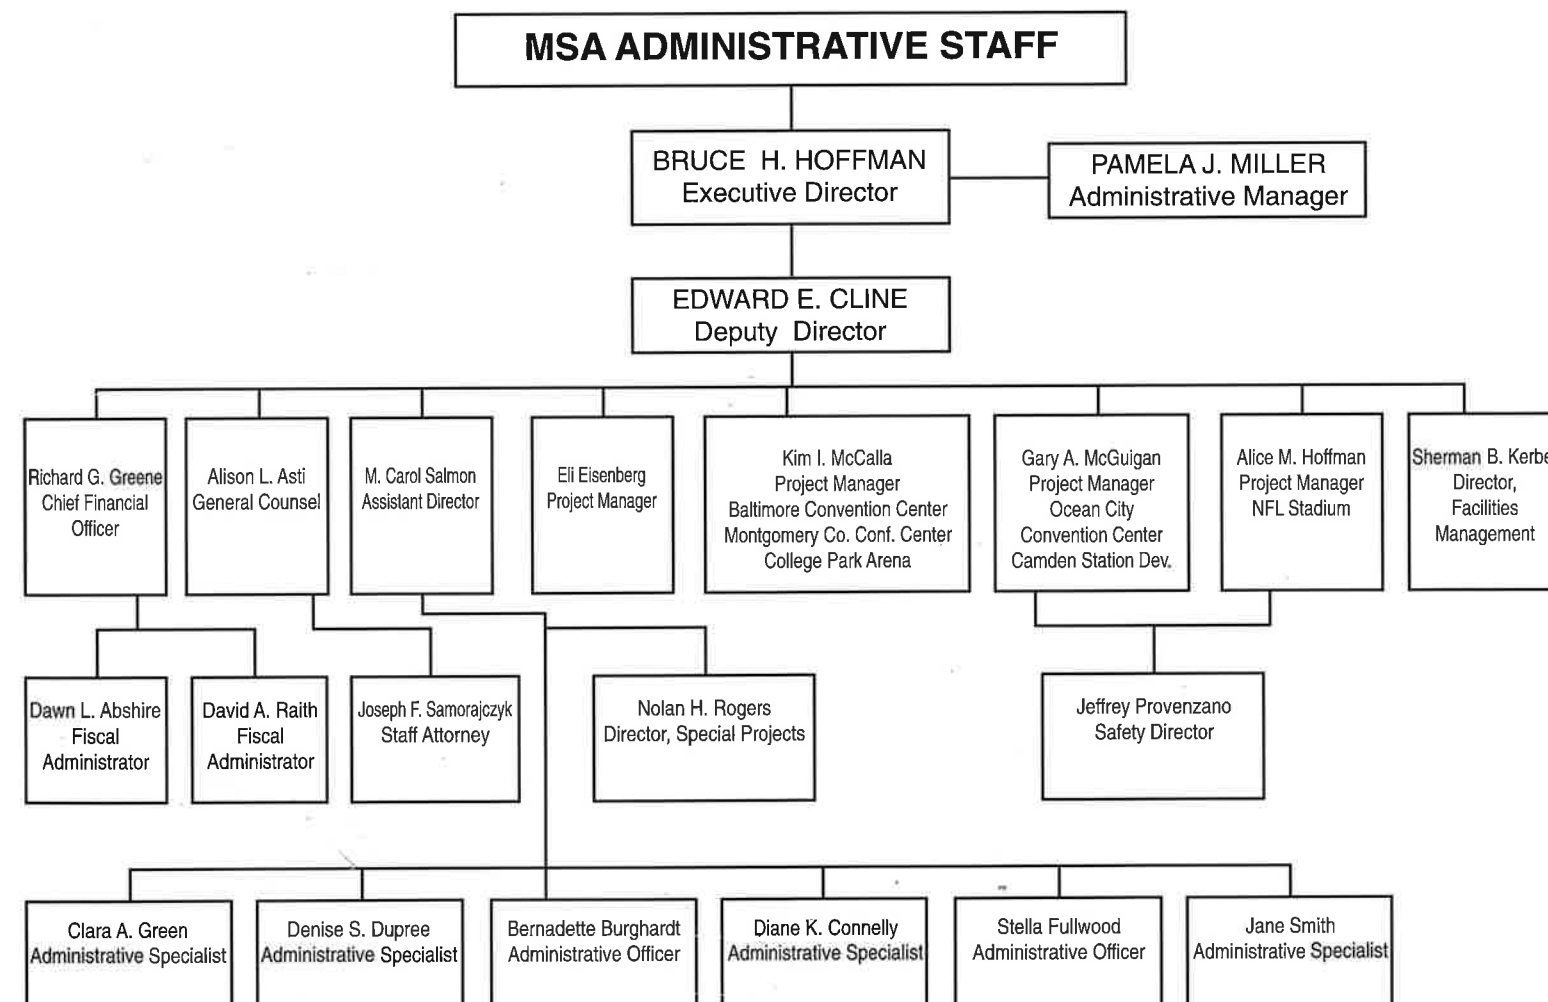 MSA ADMINISTRATIVE STAFF
BRUCE H. HOFFMAN
Executive Director
PAMELA J. MILLER
Administrative Manager
EDWARD E. CLINE
Deputy Director
Richard G. Greene
Chief Financial
Officer
Alison L. Asti
General Counsel
M. Carol Salmon
Assistant Director
Eli Eisenberg
Project Manager
Kim I. McCalla
Project Manager
Baltimore Convention Center
Montgomery Co. Conf. Center
College Park Arena
Gary A. McGuigan
Project Manager
Ocean City
Convention Center
Camden Station Dev.
Alice M. Hoffman
Project Manager
NFL Stadium
Sherman B. Kerbe
Director,
Facilities
Management
Dawn L. Abshire
Fiscal
Administrator
David A. Raith
Fiscal
Administrator
Joseph F. Samorajczyk
Staff Attorney
Nolan H. Rogers
Director, Special Projects
Jeffrey Provenzano
Safety Director
Clara A. Green
Administrative Specialist
Denise S. Dupree
Administrative Specialist
Bernadette Burghardt
Administrative Officer
Diane K. Connelly
Administrative Specialist
Stella Fullwood
Administrative Officer
Jane Smith
Administrative Specialist